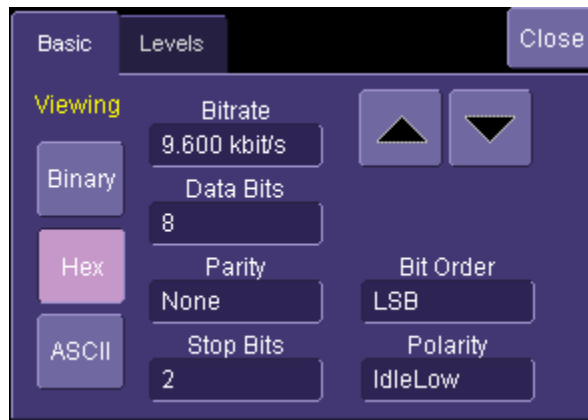 Basic
Levels
Close
Viewing
Bitrate
9.600 kbit/s
Binary
Data Bits
8
Hex
Parity
None
Bit Order
LSB
ASCII
Stop Bits
2
Polarity
IdleLow